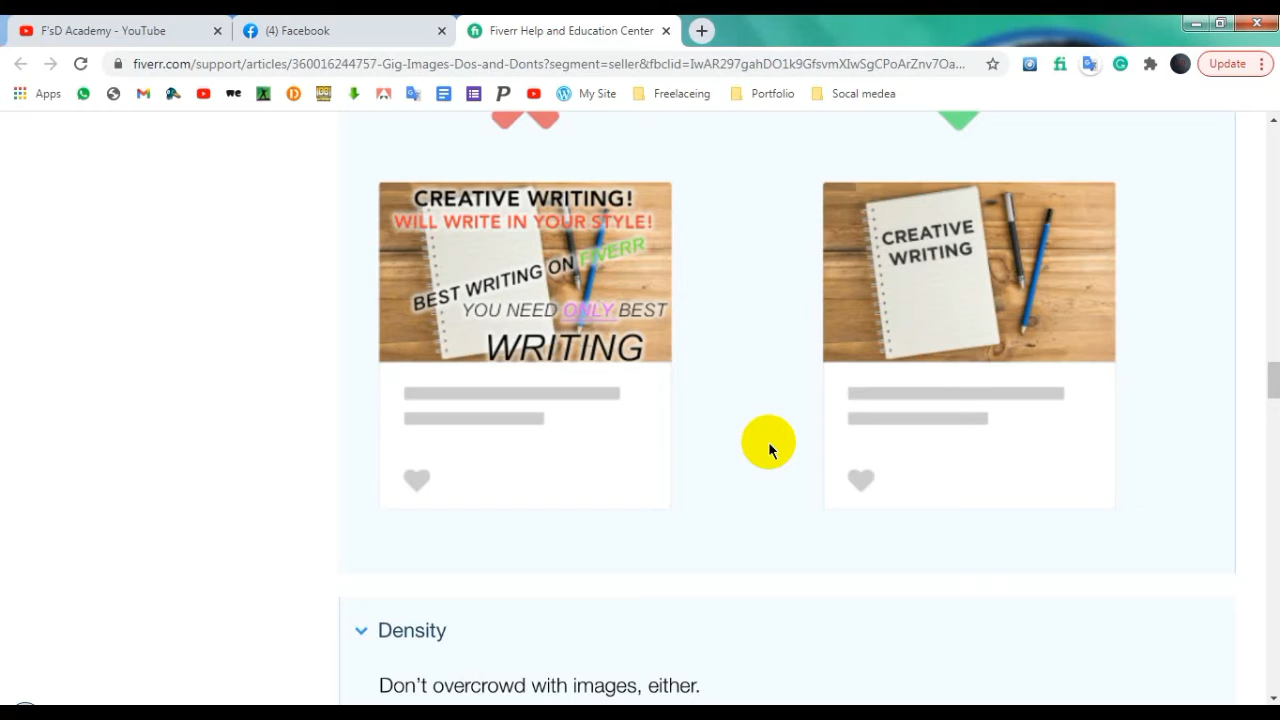 F'sD Academy - YouTube
(4) Facebook
Fiverr Help and Education Center
fiverr.com/support/articles/360016244757-Gig-Images-Dos-and-Donts?segment=seller&fbclid=IwAR297gahDO1k9GfsvmXIwSgCPoArZnv7Oa...
Update
Apps
My Site
Freelaceing
Portfolio
Socal medea
CREATIVE WRITING!
WILL WRITE IN YOUR STYLE!
BEST WRITING ON FIVERR
YOU NEED ONLY BEST
WRITING
CREATIVE
WRITING
Density
Don't overcrowd with images, either.